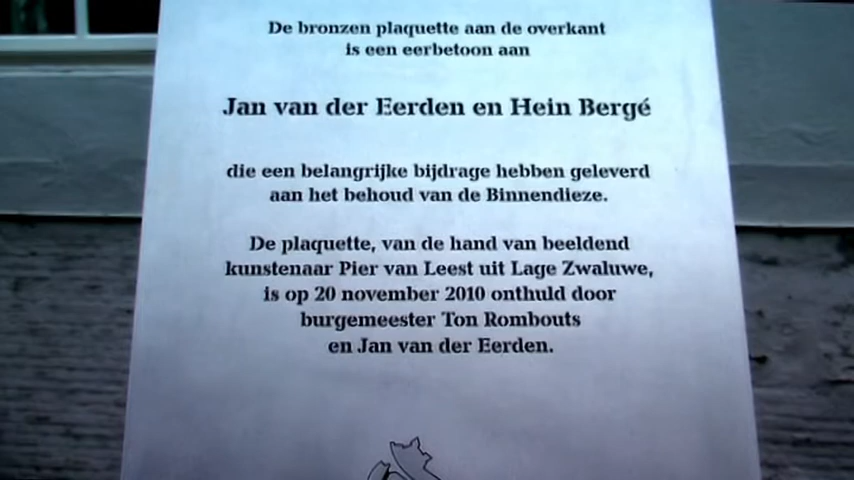 De bronzen plaquette aan de overkant
is een eerbetoon aan
Jan van der Eerden en Hein Bergé
die een belangrijke bijdrage hebben geleverd
aan het behoud van de Binnendieze.
De plaquette, van de hand van beeldend
kunstenaar Pier van Leest uit Lage Zwaluwe,
is op 20 november 2010 onthuld door
burgemeester Ton Rombouts
en Jan van der Eerden.